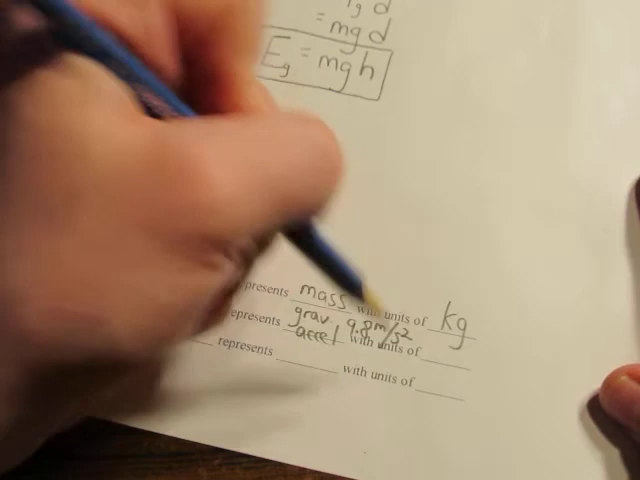 = mgd
Eg = mgh
represents mass with units of kg
represents grav. accel 9.8 m/s² with units of
represents with units of